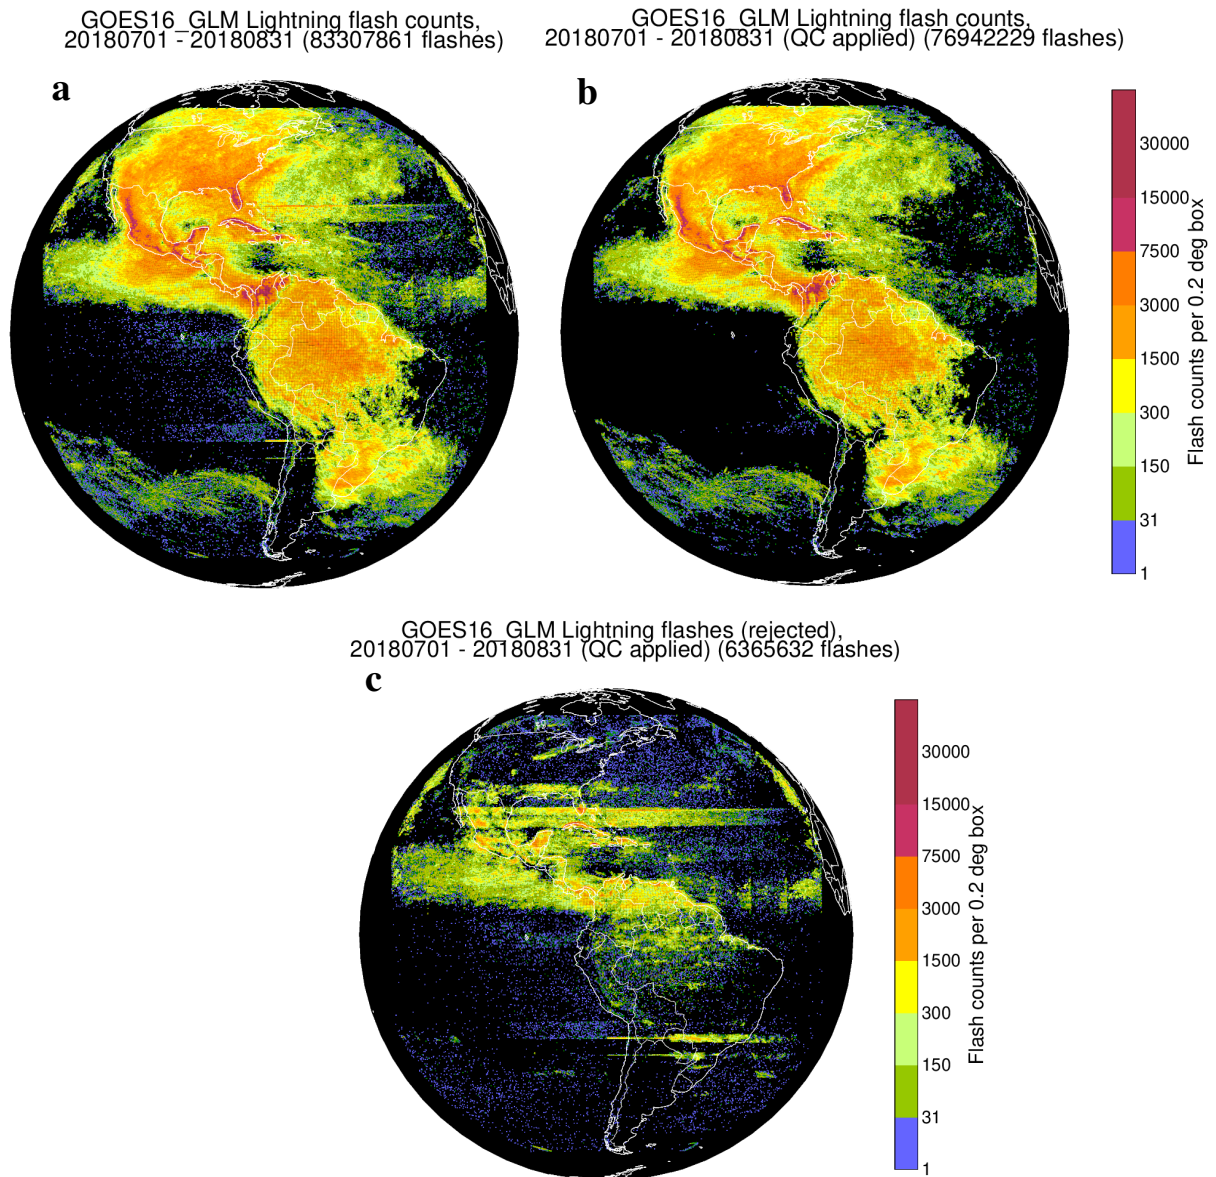 GOES16_GLM Lightning flash counts,
20180701 - 20180831 (83307861 flashes)
GOES16_GLM Lightning flash counts,
20180701 - 20180831 (QC applied) (76942229 flashes)
a
b
30000
15000
7500
3000
1500
300
150
31
1
Flash counts per 0.2 deg box
GOES16_GLM Lightning flashes (rejected),
20180701 - 20180831 (QC applied) (6365632 flashes)
c
30000
15000
7500
3000
1500
300
150
31
1
Flash counts per 0.2 deg box